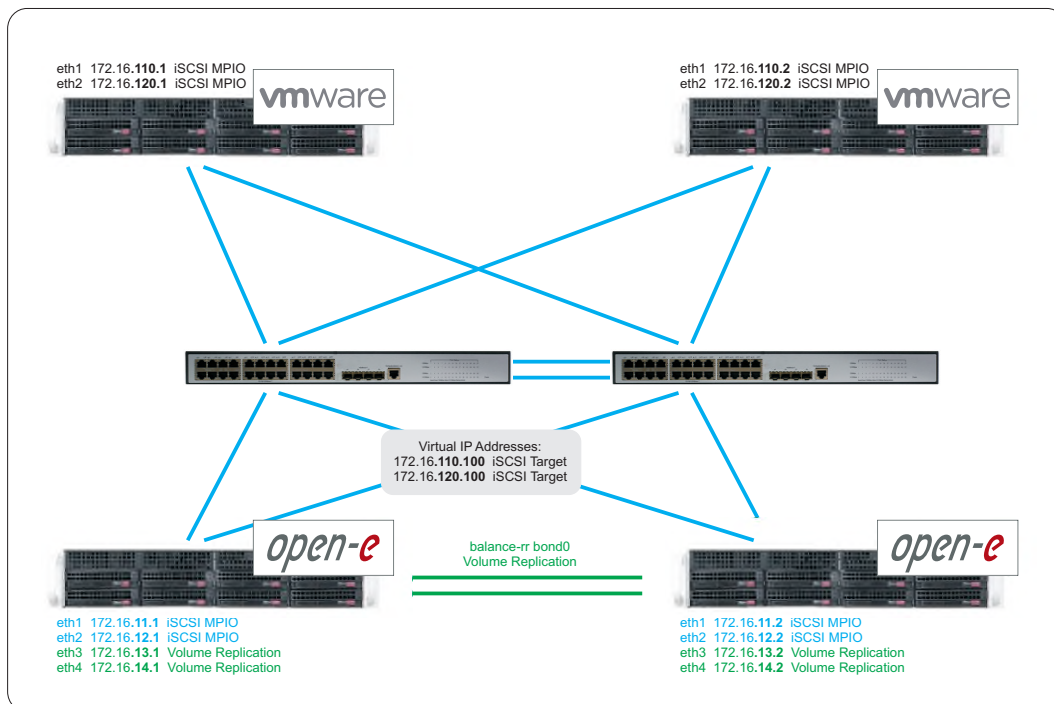 eth1 172.16.110.1 iSCSI MPIO
eth2 172.16.120.1 iSCSI MPIO
vmware
eth1 172.16.110.2 iSCSI MPIO
eth2 172.16.120.2 iSCSI MPIO
vmware
Virtual IP Addresses:
172.16.110.100 iSCSI Target
172.16.120.100 iSCSI Target
open-e
balance-rr bond0
Volume Replication
open-e
eth1 172.16.11.1 iSCSI MPIO
eth2 172.16.12.1 iSCSI MPIO
eth3 172.16.13.1 Volume Replication
eth4 172.16.14.1 Volume Replication
eth1 172.16.11.2 iSCSI MPIO
eth2 172.16.12.2 iSCSI MPIO
eth3 172.16.13.2 Volume Replication
eth4 172.16.14.2 Volume Replication